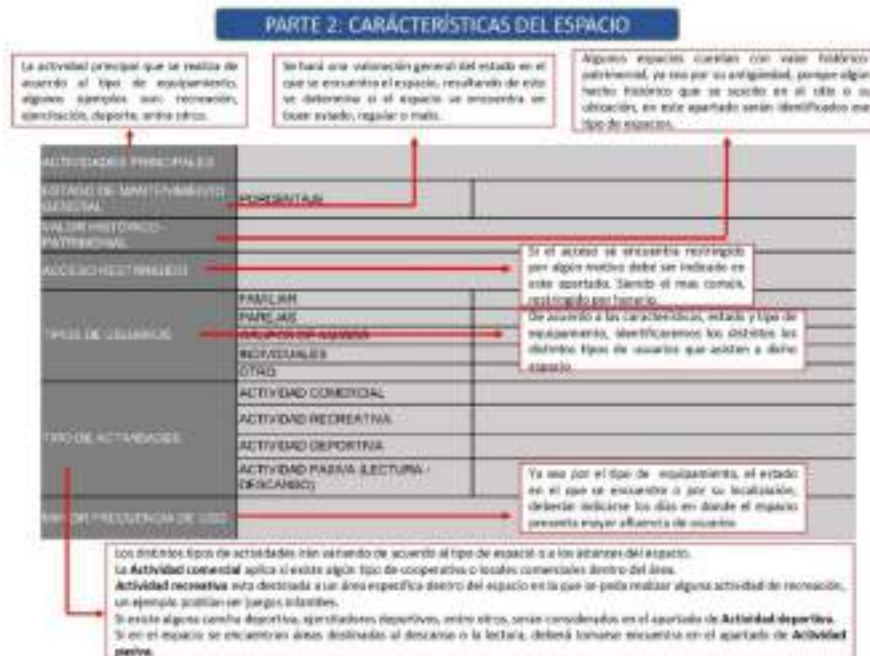 PARTE 2: CARÁCTERÍSTICAS DEL ESPACIO
La actividad principal que se realiza de
acuerdo al tipo de equipamiento,
algunos ejemplos son: recreación,
ejercitación, deporte, entre otros.
Se hará una valoración general del estado en el
que se encuentra el espacio, resultando de esto
se determina si el espacio se encuentra en
buen estado, regular o malo.
Algunos espacios cuentan con valor histórico-
patrimonial, ya sea por su antigüedad, porque algún
hecho histórico que se suscito en el sitio o su
ubicación, en este apartado serán identificados ese
tipo de espacios.
ACTIVIDADES PRINCIPALES
ESTADO DE MANTENIMIENTO
GENERAL
PORCENTAJE
VALOR HISTÓRICO-
PATRIMONIAL
ACCESO RESTRINGIDO
Si el acceso se encuentra restringido
por algún motivo debe ser indicado en
este apartado. Siendo el mas común,
restringido por horario.
TIPOS DE USUARIOS
FAMILIAR
PAREJAS
GRUPOS DE AMIGOS
INDIVIDUALES
OTRO
De acuerdo a las características, estado y tipo de
equipamiento, identificaremos los distintos los
distintos tipos de usuarios que asisten a dicho
espacio
TIPO DE ACTIVIDADES
ACTIVIDAD COMERCIAL
ACTIVIDAD RECREATIVA
ACTIVIDAD DEPORTIVA
ACTIVIDAD PASIVA (LECTURA -
DESCANSO)
MAYOR FRECUENCIA DE USO
Ya sea por el tipo de equipamiento, el estado
en el que se encuentre o por su localización,
deberán indicarse los días en donde el espacio
presenta mayor afluencia de usuarios
Los distintos tipos de actividades irán variando de acuerdo al tipo de espacio o a los alcances del espacio.
La Actividad comercial aplica si existe algún tipo de cooperativa o locales comerciales dentro del área.
Actividad recreativa esta destinada a un área específica dentro del espacio en la que se pueda realizar alguna actividad de recreación,
un ejemplo podrían ser juegos infantiles.
Si existe alguna cancha deportiva, ejercitadores deportivos, entre otros, seran considerados en el apartado de Actividad deportiva.
Si en el espacio se encuentran áreas destinadas al descanso o la lectura, deberá tomarse encuentra en el apartado de Actividad
pasiva.